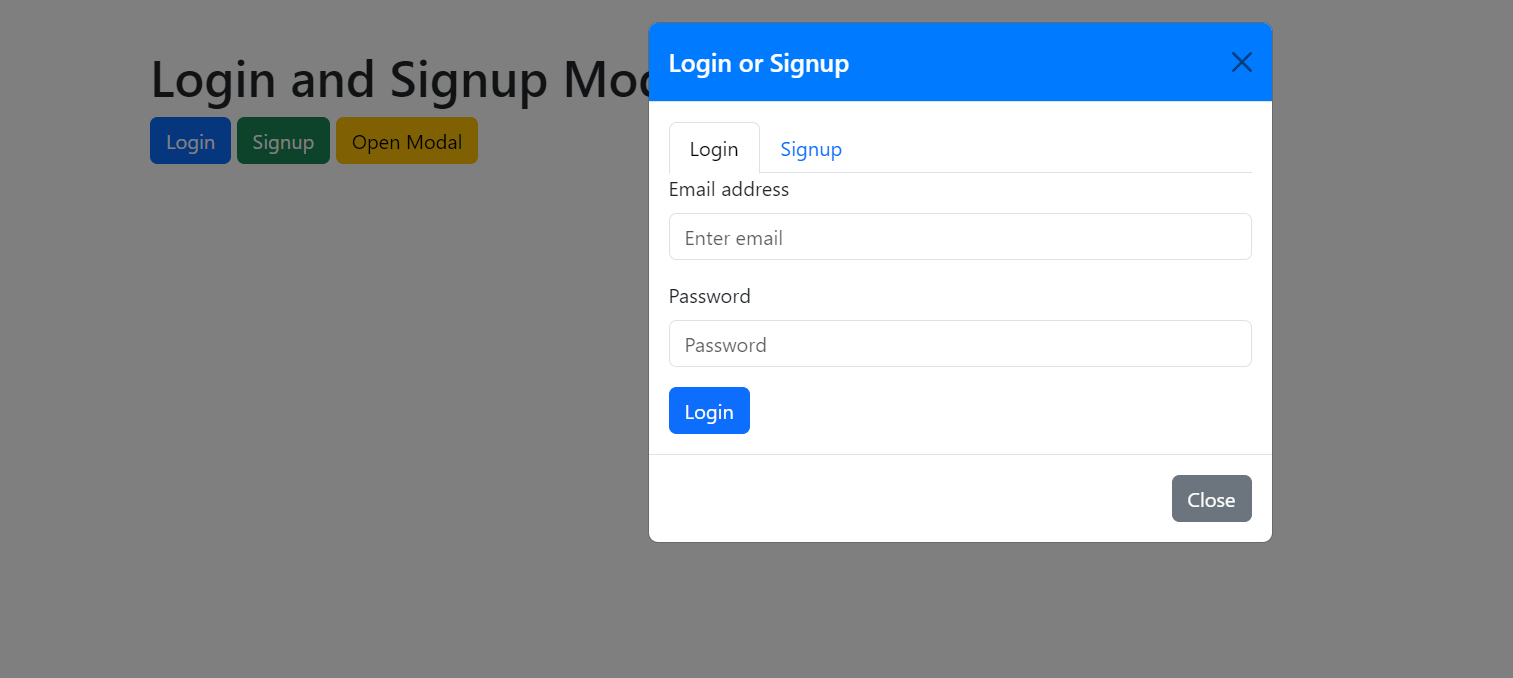 Login and Signup Mo
Login Signup Open Modal
Login or Signup
Login Signup
Email address
Enter email
Password
Password
Login
Close